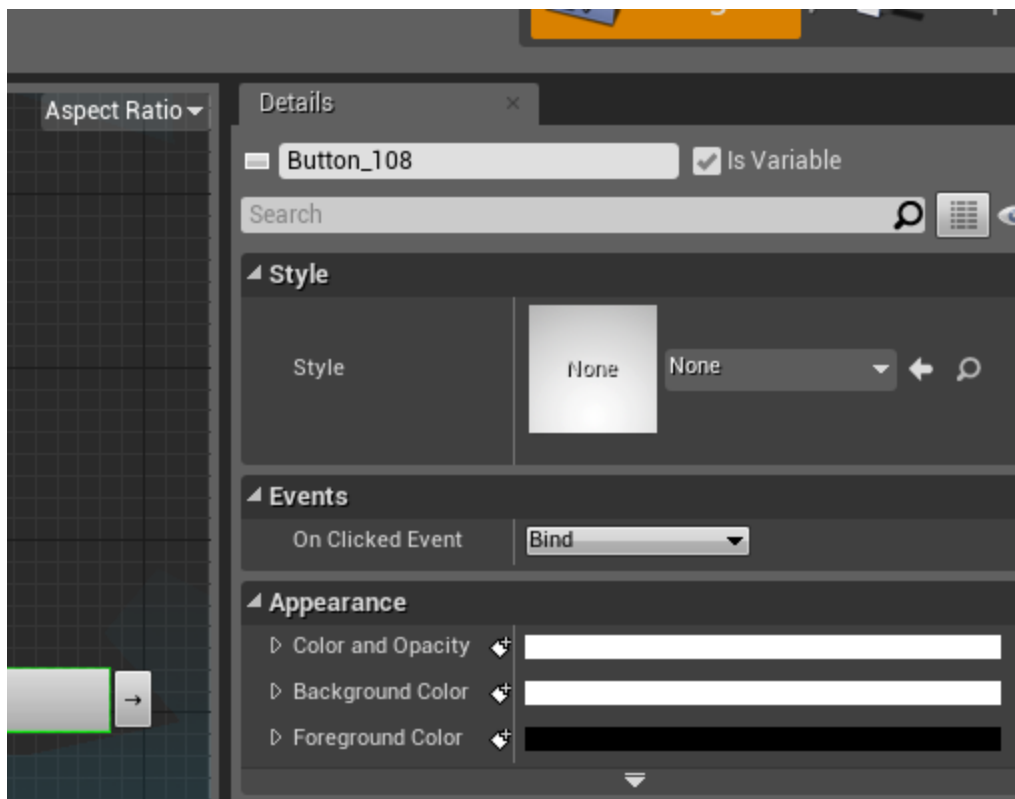 Aspect Ratio
Details
Button_108
Is Variable
Search
Style
Style
None
None
Events
On Clicked Event
Bind
Appearance
Color and Opacity
Background Color
Foreground Color